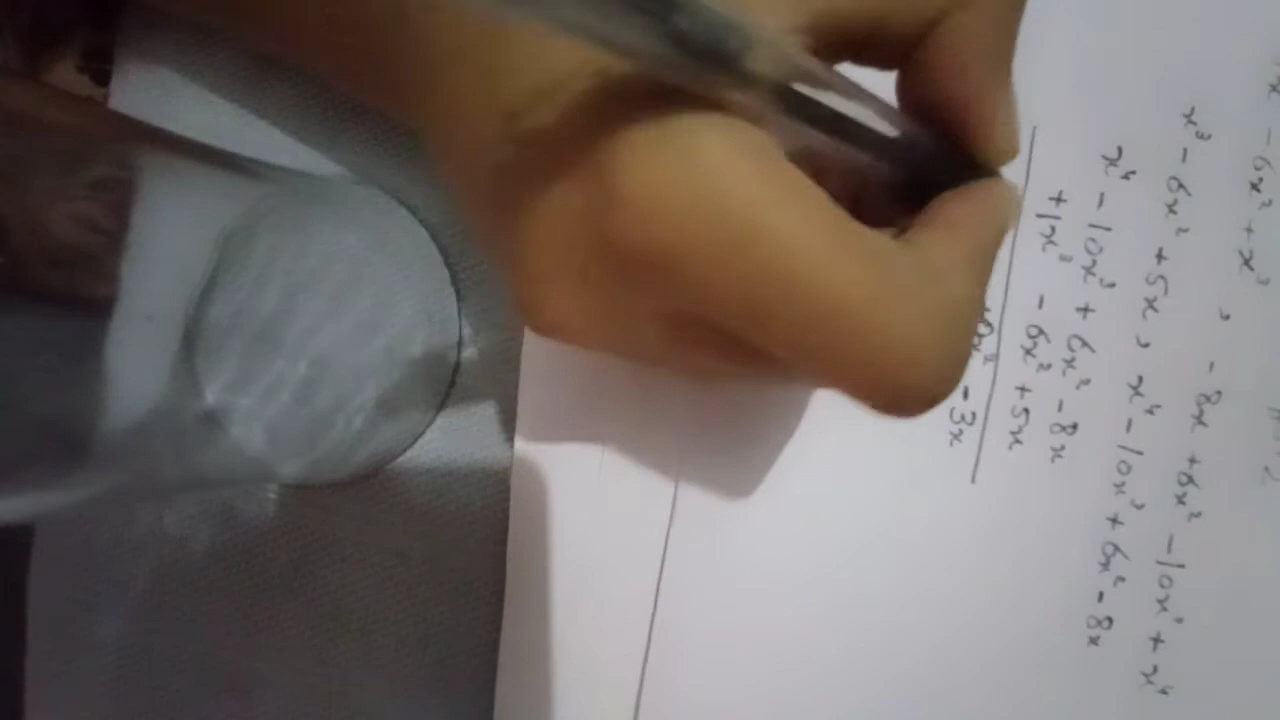 - 6x² + x³ , - 8x + 6x² - 10x³ + x⁴
x³ - 6x² + 5x , x⁴ - 10x³ + 6x² - 8x
x⁴ - 10x³ + 6x² - 8x
+1x³ - 6x² + 5x
0x² - 3x